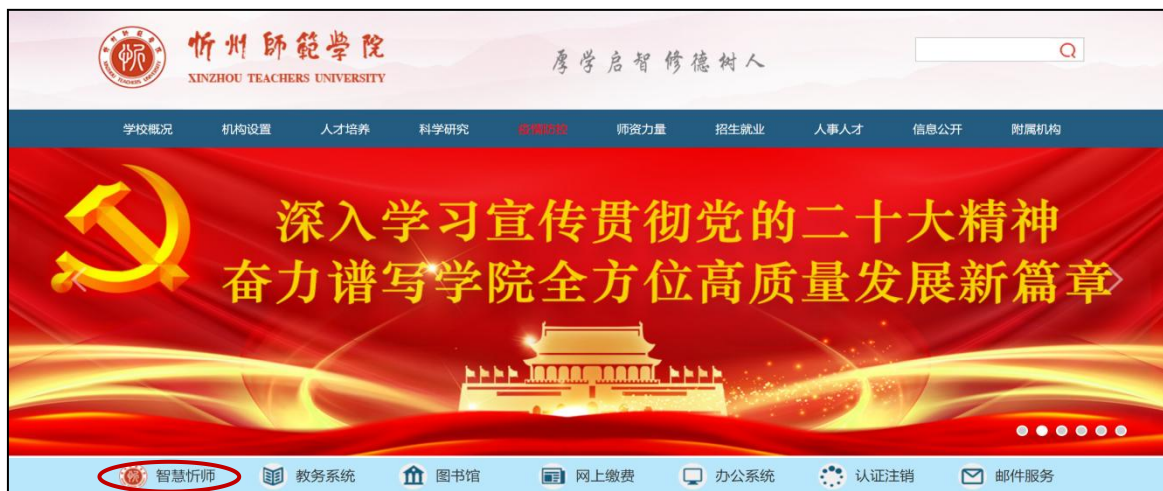 忻州師範學院
XINZHOU TEACHERS UNIVERSITY
厚学启智修德树人
学校概况 机构设置 人才培养 科学研究 疫情防控 师资力量 招生就业 人事人才 信息公开 附属机构
深入学习宣传贯彻党的二十大精神
奋力谱写学院全方位高质量发展新篇章
智慧忻师 教务系统 图书馆 网上缴费 办公系统 认证注销 邮件服务